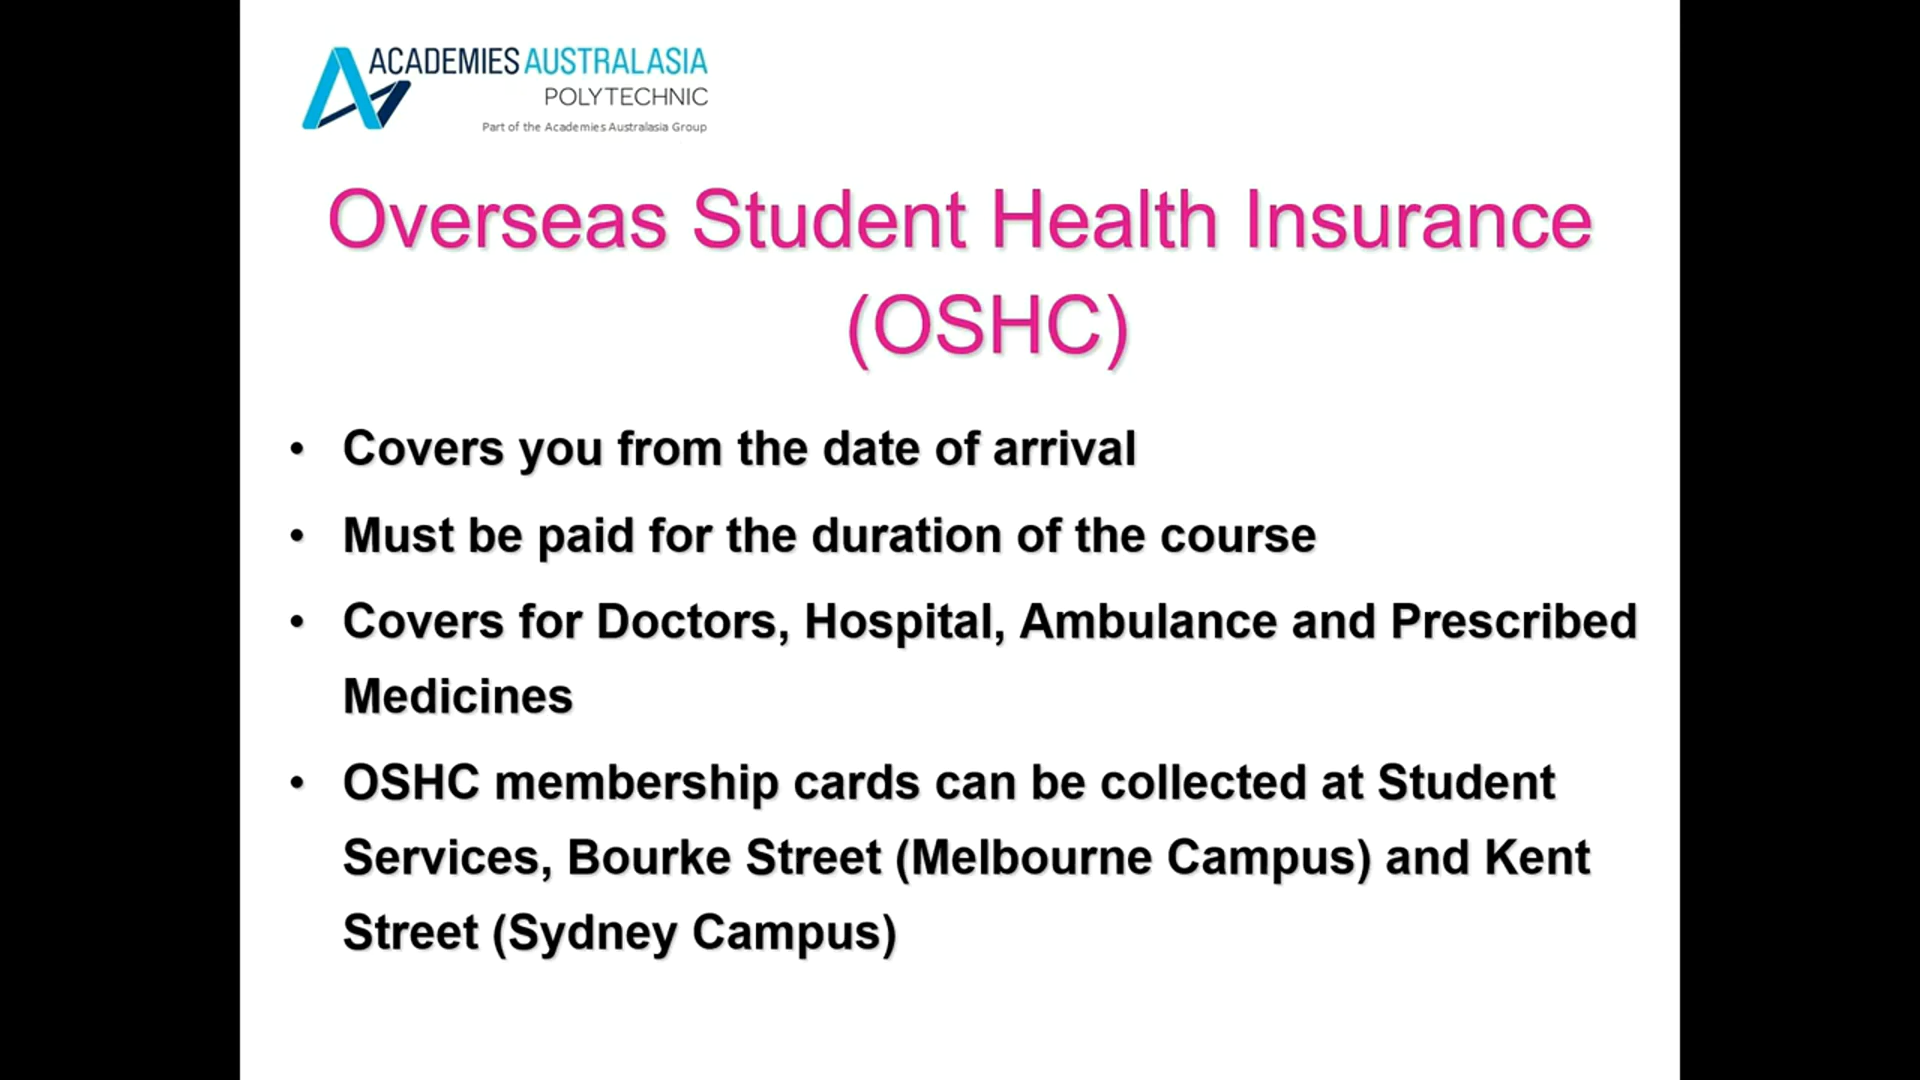 ACADEMIES AUSTRALASIA
POLYTECHNIC
Part of the Academies Australasia Group
Overseas Student Health Insurance
(OSHC)
• Covers you from the date of arrival
• Must be paid for the duration of the course
• Covers for Doctors, Hospital, Ambulance and Prescribed
Medicines
• OSHC membership cards can be collected at Student
Services, Bourke Street (Melbourne Campus) and Kent
Street (Sydney Campus)